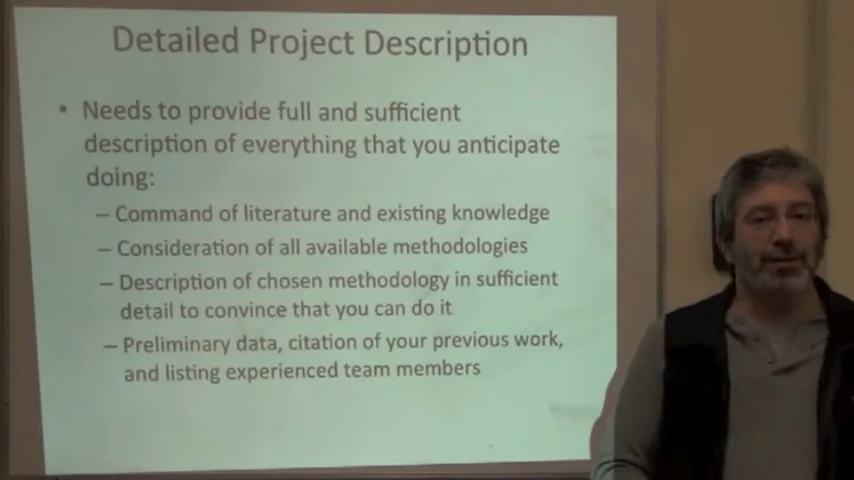 Detailed Project Description
• Needs to provide full and sufficient
description of everything that you anticipate
doing:
– Command of literature and existing knowledge
– Consideration of all available methodologies
– Description of chosen methodology in sufficient
detail to convince that you can do it
– Preliminary data, citation of your previous work,
and listing experienced team members